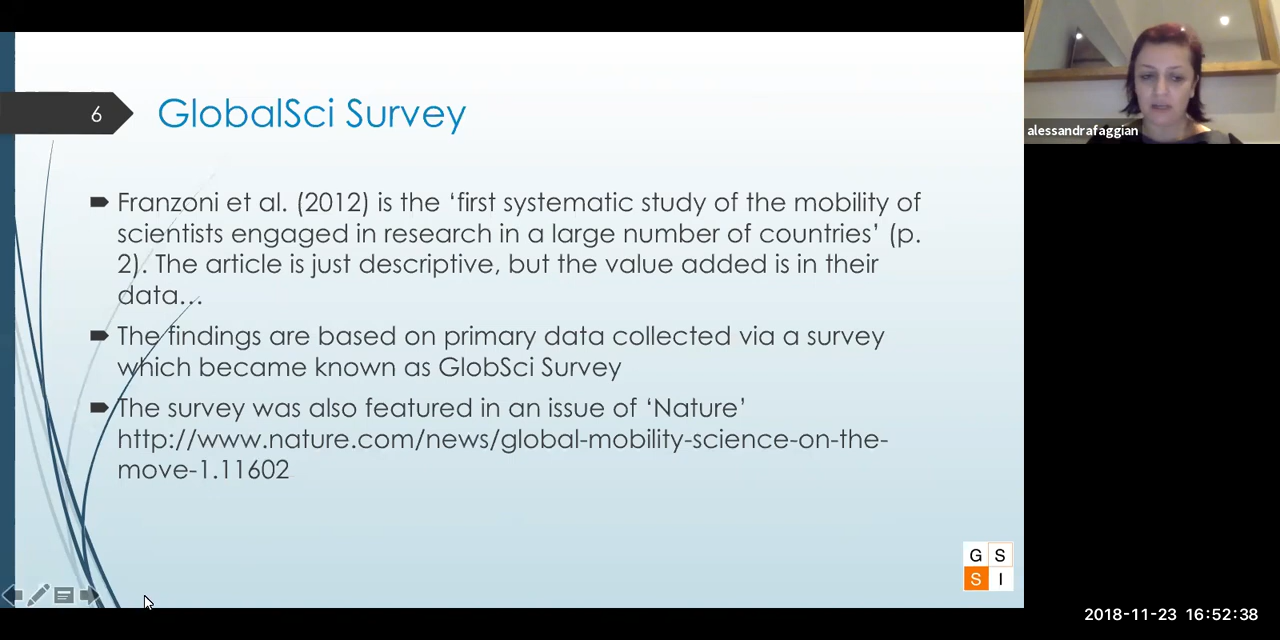 6
GlobalSci Survey
Franzoni et al. (2012) is the ‘first systematic study of the mobility of
scientists engaged in research in a large number of countries’ (p.
2). The article is just descriptive, but the value added is in their
data…
The findings are based on primary data collected via a survey
which became known as GlobSci Survey
The survey was also featured in an issue of ‘Nature’
http://www.nature.com/news/global-mobility-science-on-the-
move-1.11602
G S
S I
alessandrafaggian
2018-11-23 16:52:38